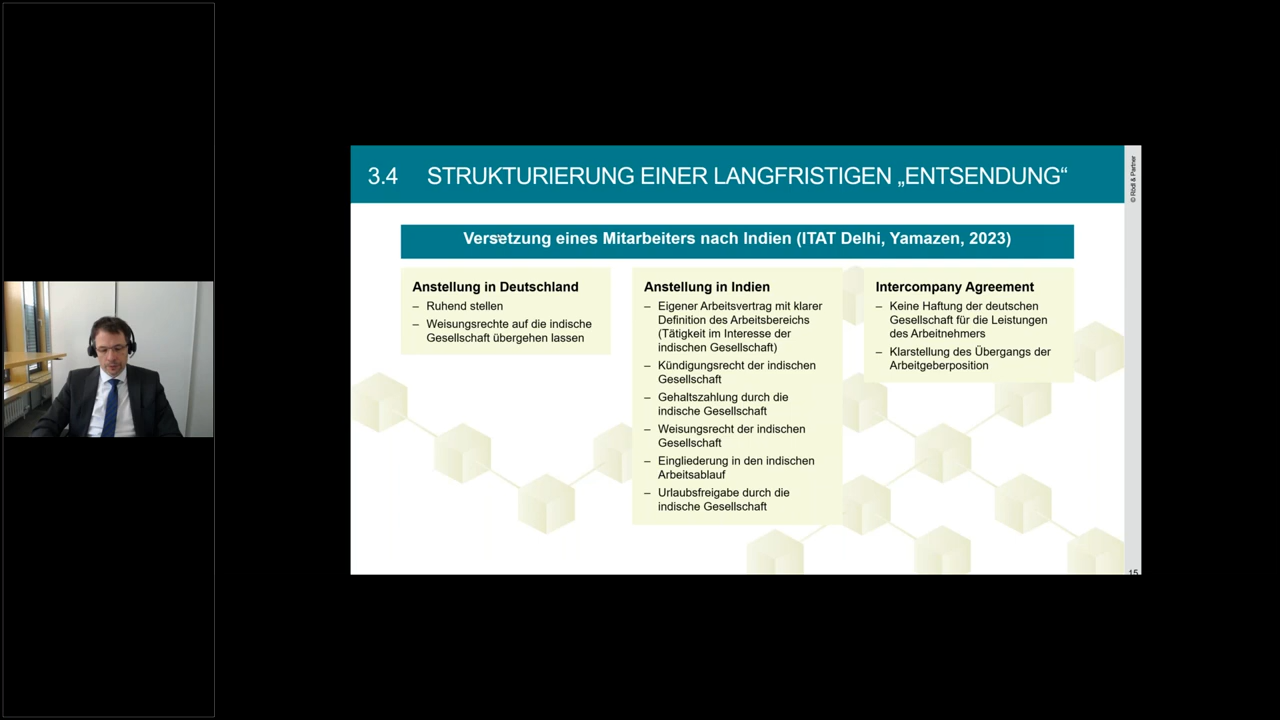 3.4 STRUKTURIERUNG EINER LANGFRISTIGEN „ENTSENDUNG“
© Rödl & Partner
Versetzung eines Mitarbeiters nach Indien (ITAT Delhi, Yamazen, 2023)
Anstellung in Deutschland
– Ruhend stellen
– Weisungsrechte auf die indische
Gesellschaft übergehen lassen
Anstellung in Indien
– Eigener Arbeitsvertrag mit klarer
Definition des Arbeitsbereichs
(Tätigkeit im Interesse der
indischen Gesellschaft)
– Kündigungsrecht der indischen
Gesellschaft
– Gehaltszahlung durch die
indische Gesellschaft
– Weisungsrecht der indischen
Gesellschaft
– Eingliederung in den indischen
Arbeitsablauf
– Urlaubsfreigabe durch die
indische Gesellschaft
Intercompany Agreement
– Keine Haftung der deutschen
Gesellschaft für die Leistungen
des Arbeitnehmers
– Klarstellung des Übergangs der
Arbeitgeberposition
15